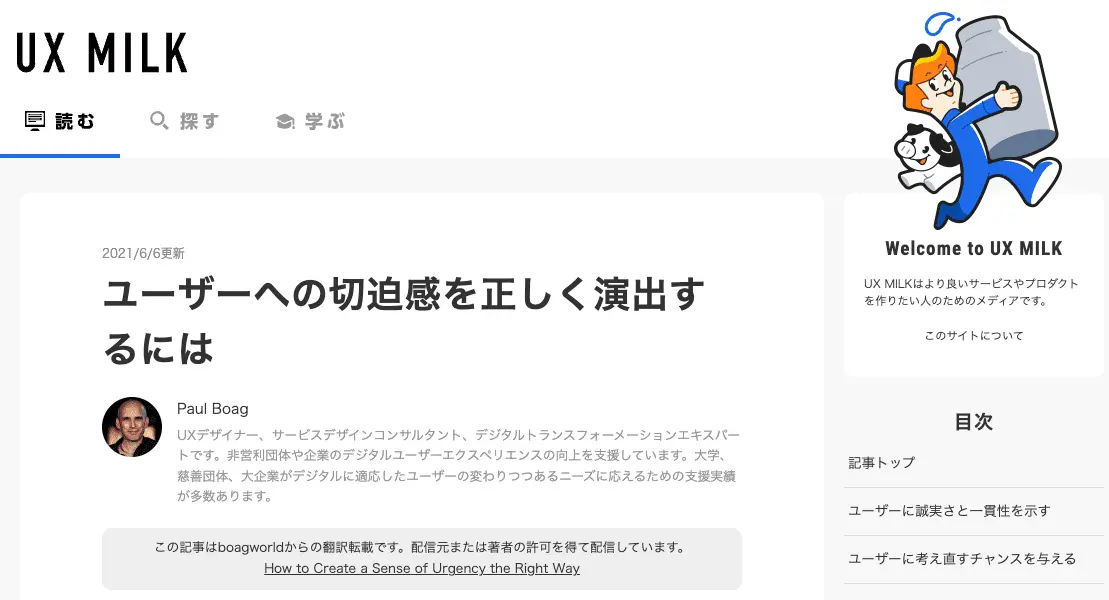 UX MILK
読む
探す
学ぶ
2021/6/6更新
ユーザーへの切迫感を正しく演出す
るには
Paul Boag
UXデザイナー、サービスデザインコンサルタント、デジタルトランスフォーメーションエキスパー
トです。非営利団体や企業のデジタルユーザーエクスペリエンスの向上を支援しています。大学、
慈善団体、大企業がデジタルに適応したユーザーの変わりつつあるニーズに応えるための支援実績
が多数あります。
この記事はboagworldからの翻訳転載です。配信元または著者の許可を得て配信しています。
How to Create a Sense of Urgency the Right Way
Welcome to UX MILK
UX MILKはより良いサービスやプロダクト
を作りたい人のためのメディアです。
このサイトについて
目次
記事トップ
ユーザーに誠実さと一貫性を示す
ユーザーに考え直すチャンスを与える